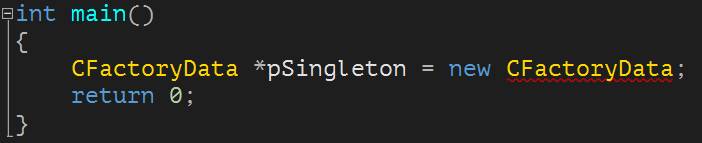 int main()
{
    CFactoryData *pSingleton = new CFactoryData;
    return 0;
}